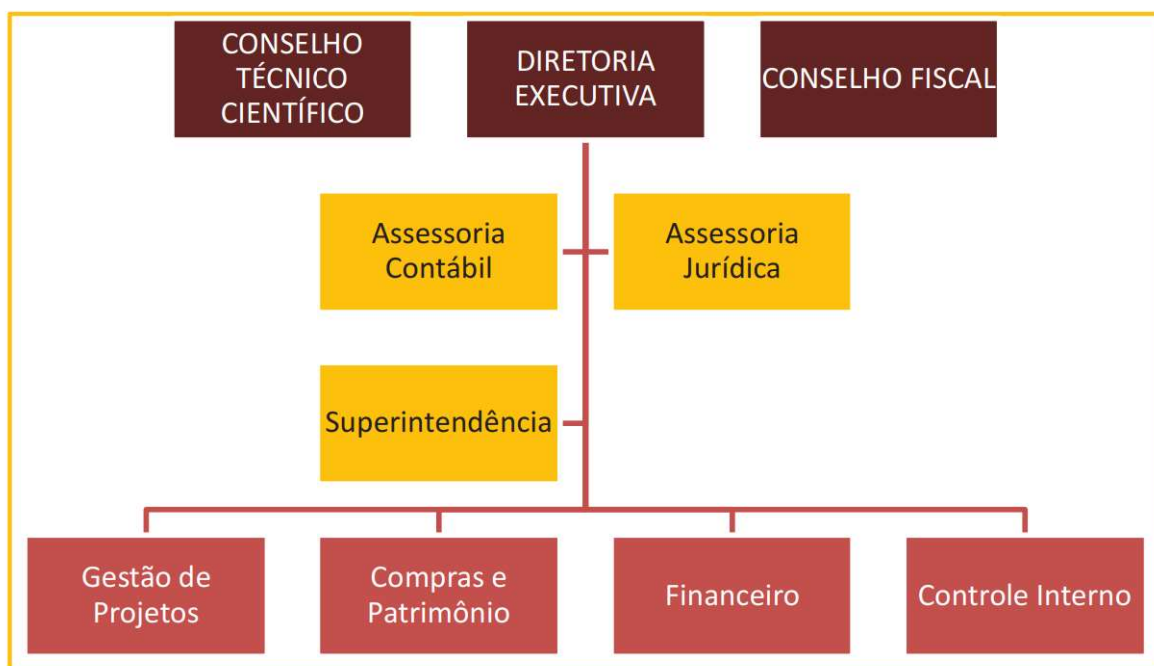 CONSELHO
TÉCNICO
CIENTÍFICO
DIRETORIA
EXECUTIVA
CONSELHO FISCAL
Assessoria
Contábil
Assessoria
Jurídica
Superintendência
Gestão de
Projetos
Compras e
Patrimônio
Financeiro
Controle Interno